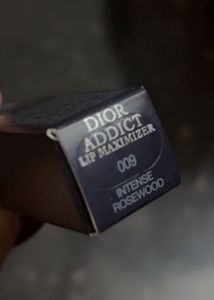 DIOR
ADDICT
LIP MAXIMIZER
009
INTENSE
ROSEWOOD